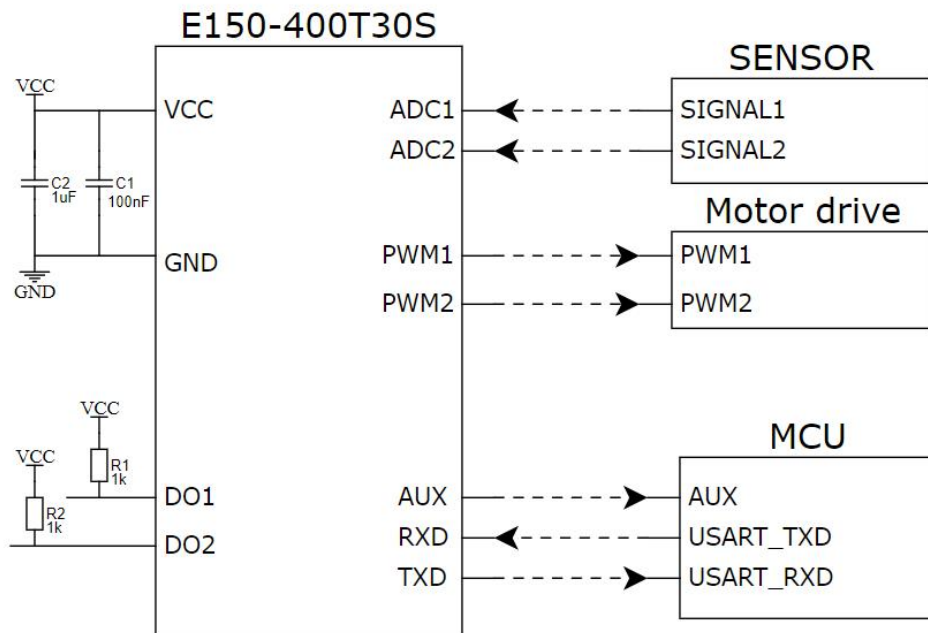 E150-400T30S
VCC
VCC
C2
1uF
C1
100nF
GND
GND
ADC1
ADC2
SENSOR
SIGNAL1
SIGNAL2
PWM1
PWM2
Motor drive
PWM1
PWM2
VCC
R1
1k
VCC
R2
1k
DO1
DO2
AUX
RXD
TXD
MCU
AUX
USART_TXD
USART_RXD